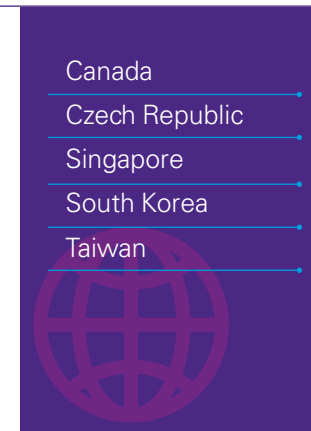 Canada
Czech Republic
Singapore
South Korea
Taiwan